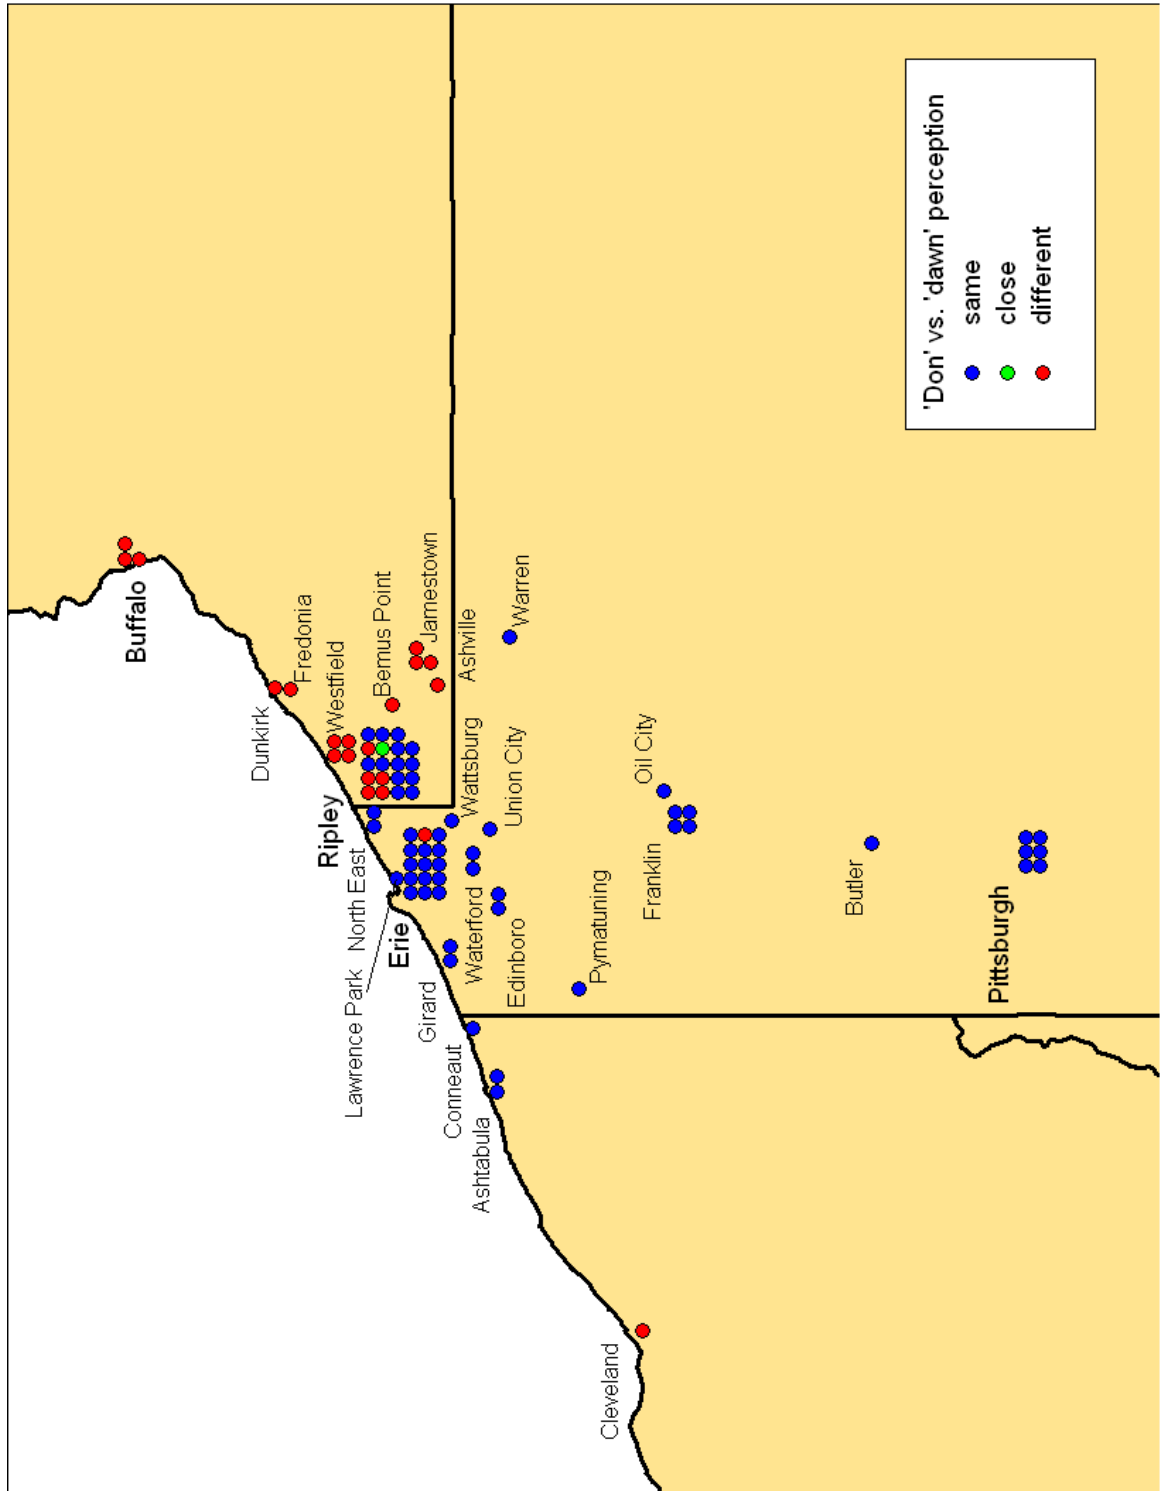 Buffalo
Dunkirk
Fredonia
Westfield
Bemus Point
Jamestown
Ashville
Ripley
North East
Lawrence Park
Erie
Wattsburg
Union City
Warren
Girard
Waterford
Edinboro
Conneaut
Ashtabula
Pymatuning
Oil City
Franklin
Cleveland
Butler
Pittsburgh
'Don' vs. 'dawn' perception
same
close
different